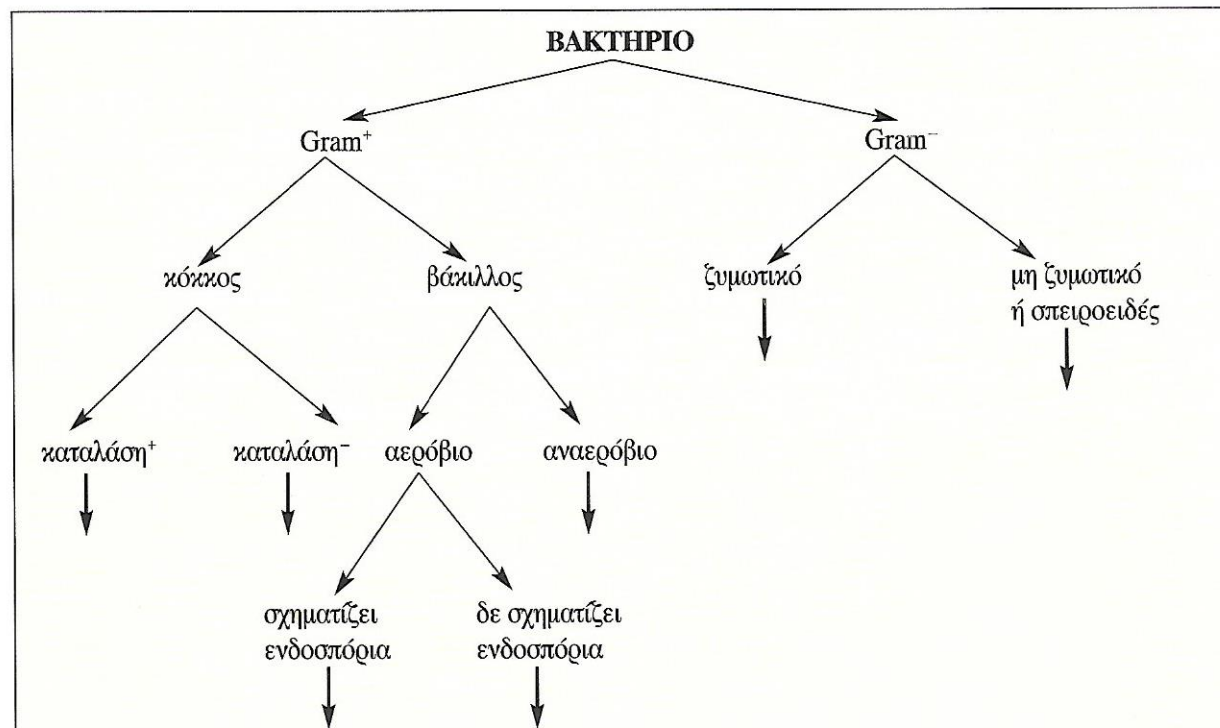 ΒΑΚΤΗΡΙΟ
Gram⁺
Gram⁻
κόκκος
βάκιλλος
ζυμωτικό
μη ζυμωτικό
ή σπειροειδές
καταλάση⁺
καταλάση⁻
αερόβιο
αναερόβιο
σχηματίζει
ενδοσπόρια
δε σχηματίζει
ενδοσπόρια